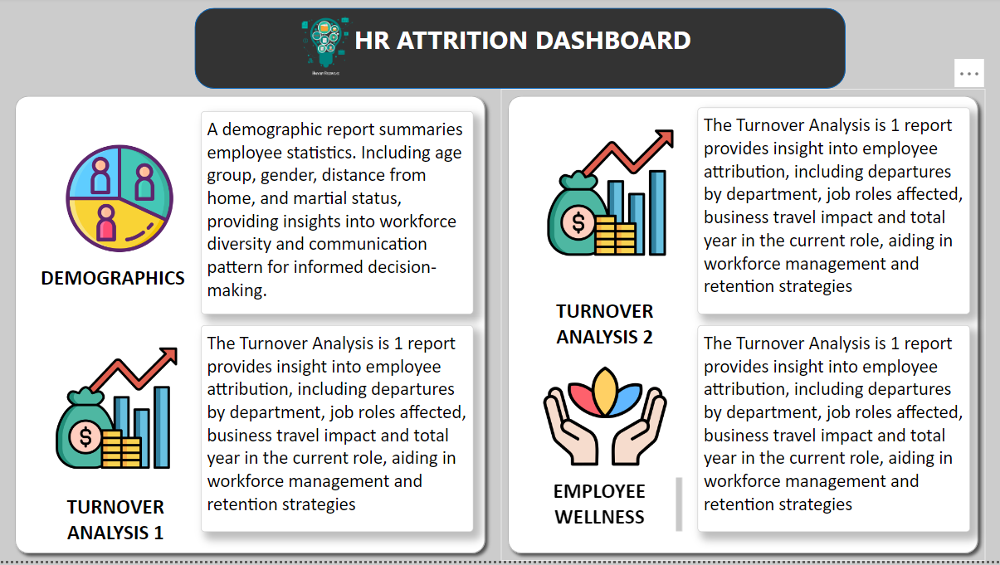 HR ATTRITION DASHBOARD
A demographic report summaries
employee statistics. Including age
group, gender, distance from
home, and martial status,
providing insights into workforce
diversity and communication
pattern for informed decision-
making.
DEMOGRAPHICS
The Turnover Analysis is 1 report
provides insight into employee
attribution, including departures
by department, job roles affected,
business travel impact and total
year in the current role, aiding in
workforce management and
retention strategies
TURNOVER
ANALYSIS 1
The Turnover Analysis is 1 report
provides insight into employee
attribution, including departures
by department, job roles affected,
business travel impact and total
year in the current role, aiding in
workforce management and
retention strategies
TURNOVER
ANALYSIS 2
The Turnover Analysis is 1 report
provides insight into employee
attribution, including departures
by department, job roles affected,
business travel impact and total
year in the current role, aiding in
workforce management and
retention strategies
EMPLOYEE
WELLNESS